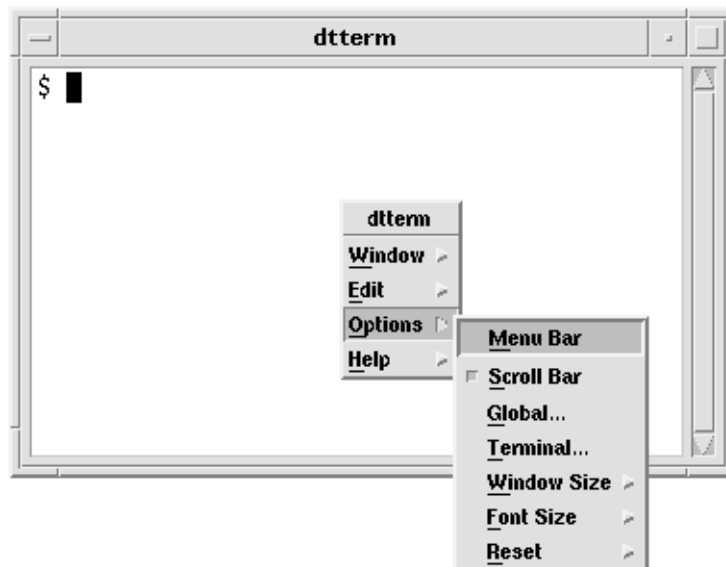 dtterm
$
dtterm
Window
Edit
Options
Help
Menu Bar
Scroll Bar
Global...
Terminal...
Window Size
Font Size
Reset